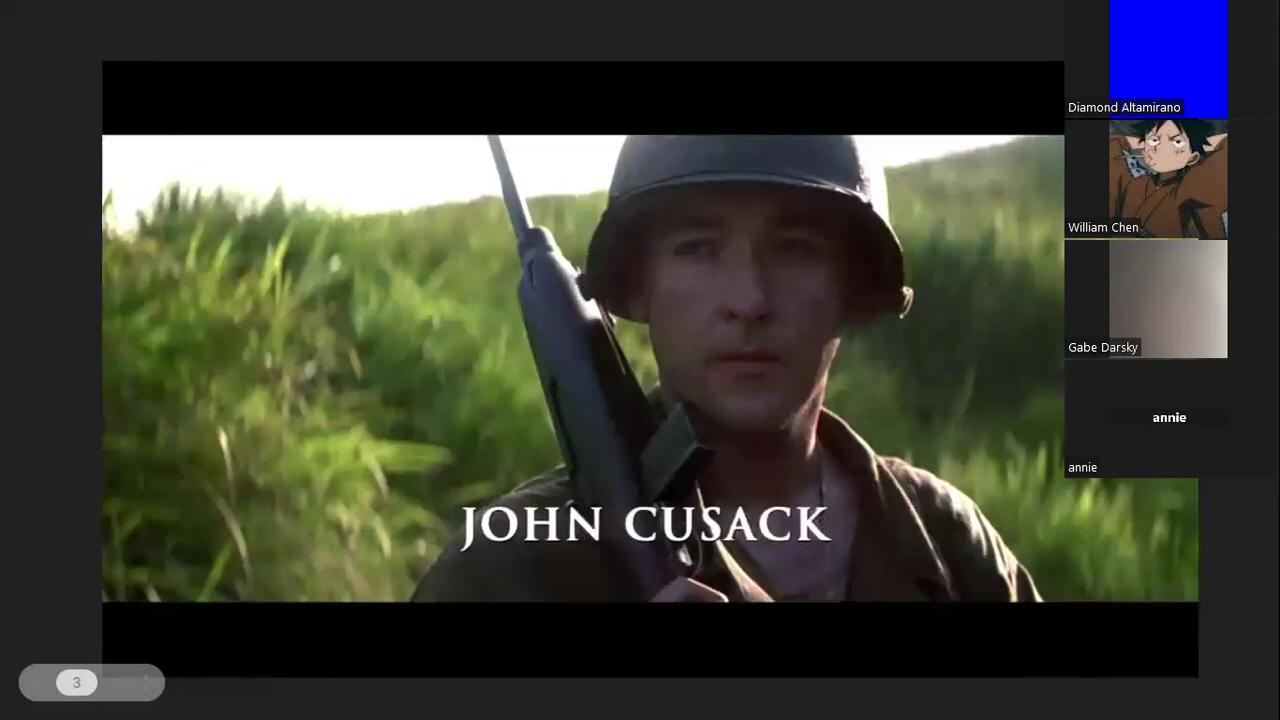 Diamond Altamirano
William Chen
Gabe Darsky
annie
annie
JOHN CUSACK
3